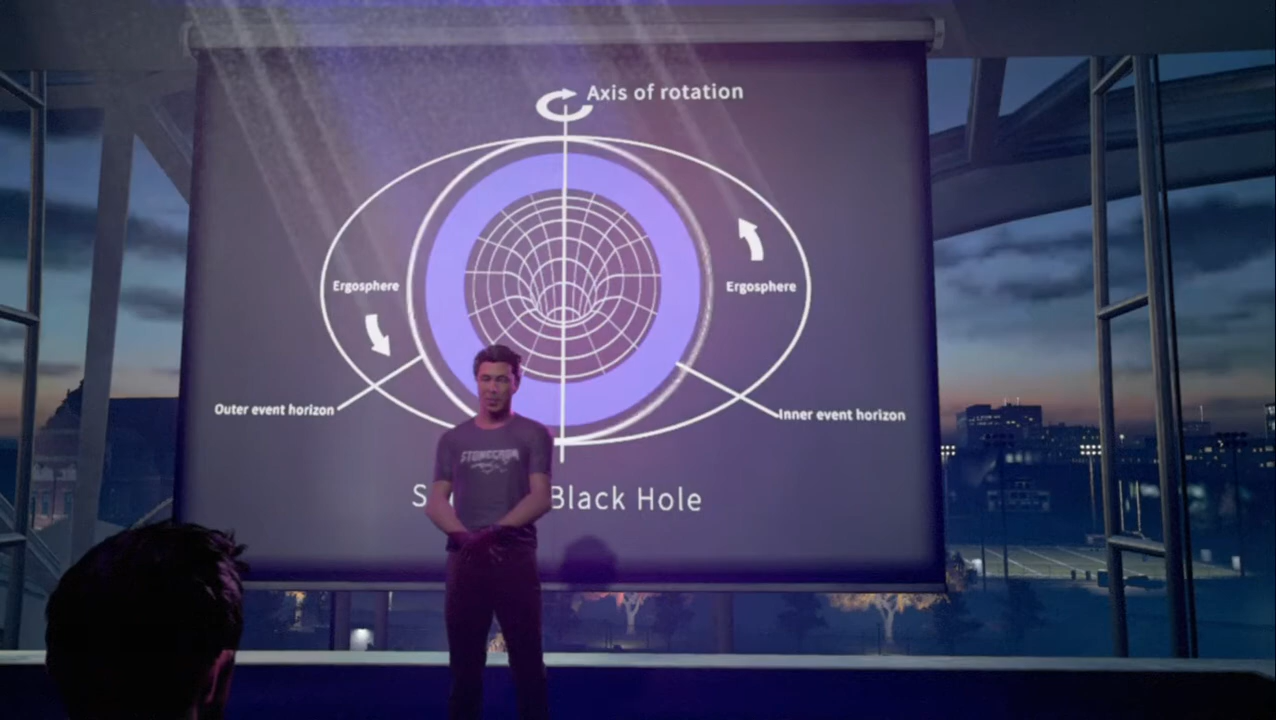 Axis of rotation
Ergosphere
Ergosphere
Outer event horizon
Inner event horizon
Black Hole